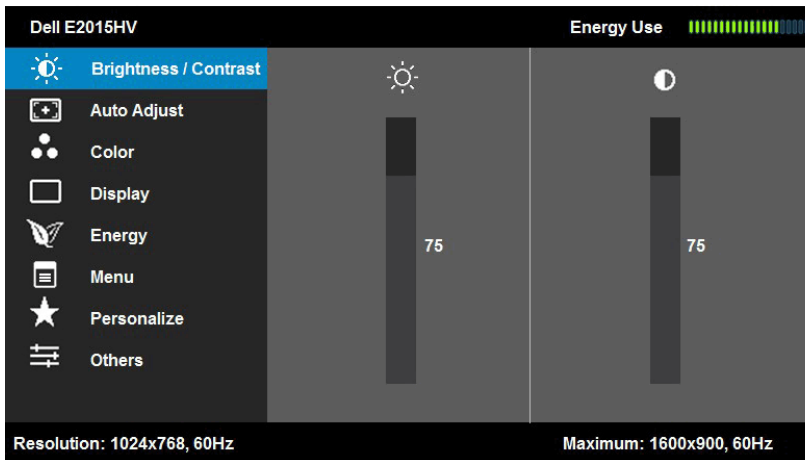 Dell E2015HV Energy Use
Brightness / Contrast
Auto Adjust
Color
Display
Energy
Menu
Personalize
Others
75 75
Resolution: 1024x768, 60Hz Maximum: 1600x900, 60Hz